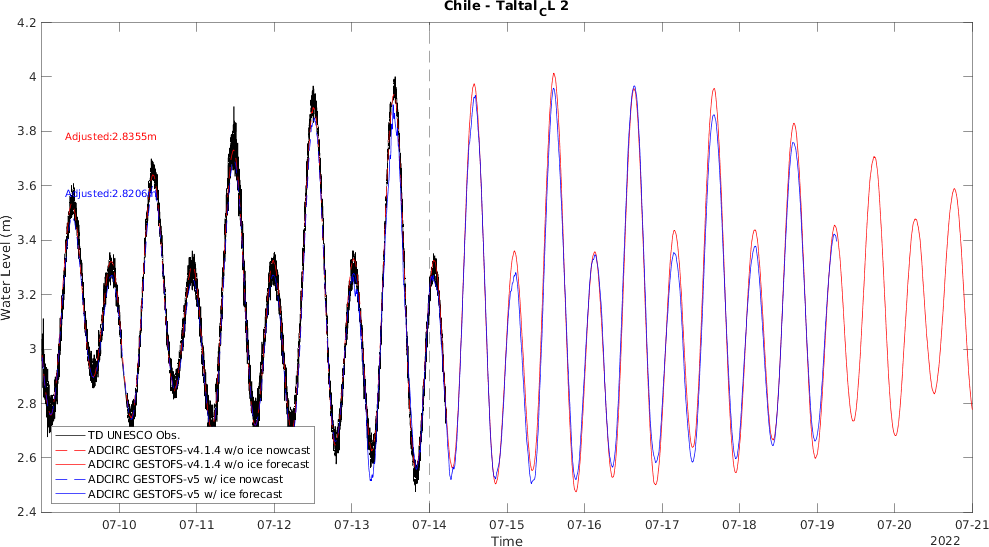 Chile - Taltal_CL 2
4.2
4
3.8
3.6
3.4
3.2
3
2.8
2.6
2.4
Water Level (m)
Adjusted:2.8355m
Adjusted:2.8206m
TD UNESCO Obs.
ADCIRC GESTOFS-v4.1.4 w/o ice nowcast
ADCIRC GESTOFS-v4.1.4 w/o ice forecast
ADCIRC GESTOFS-v5 w/ ice nowcast
ADCIRC GESTOFS-v5 w/ ice forecast
07-10 07-11 07-12 07-13 07-14 07-15 07-16 07-17 07-18 07-19 07-20 07-21
Time
2022